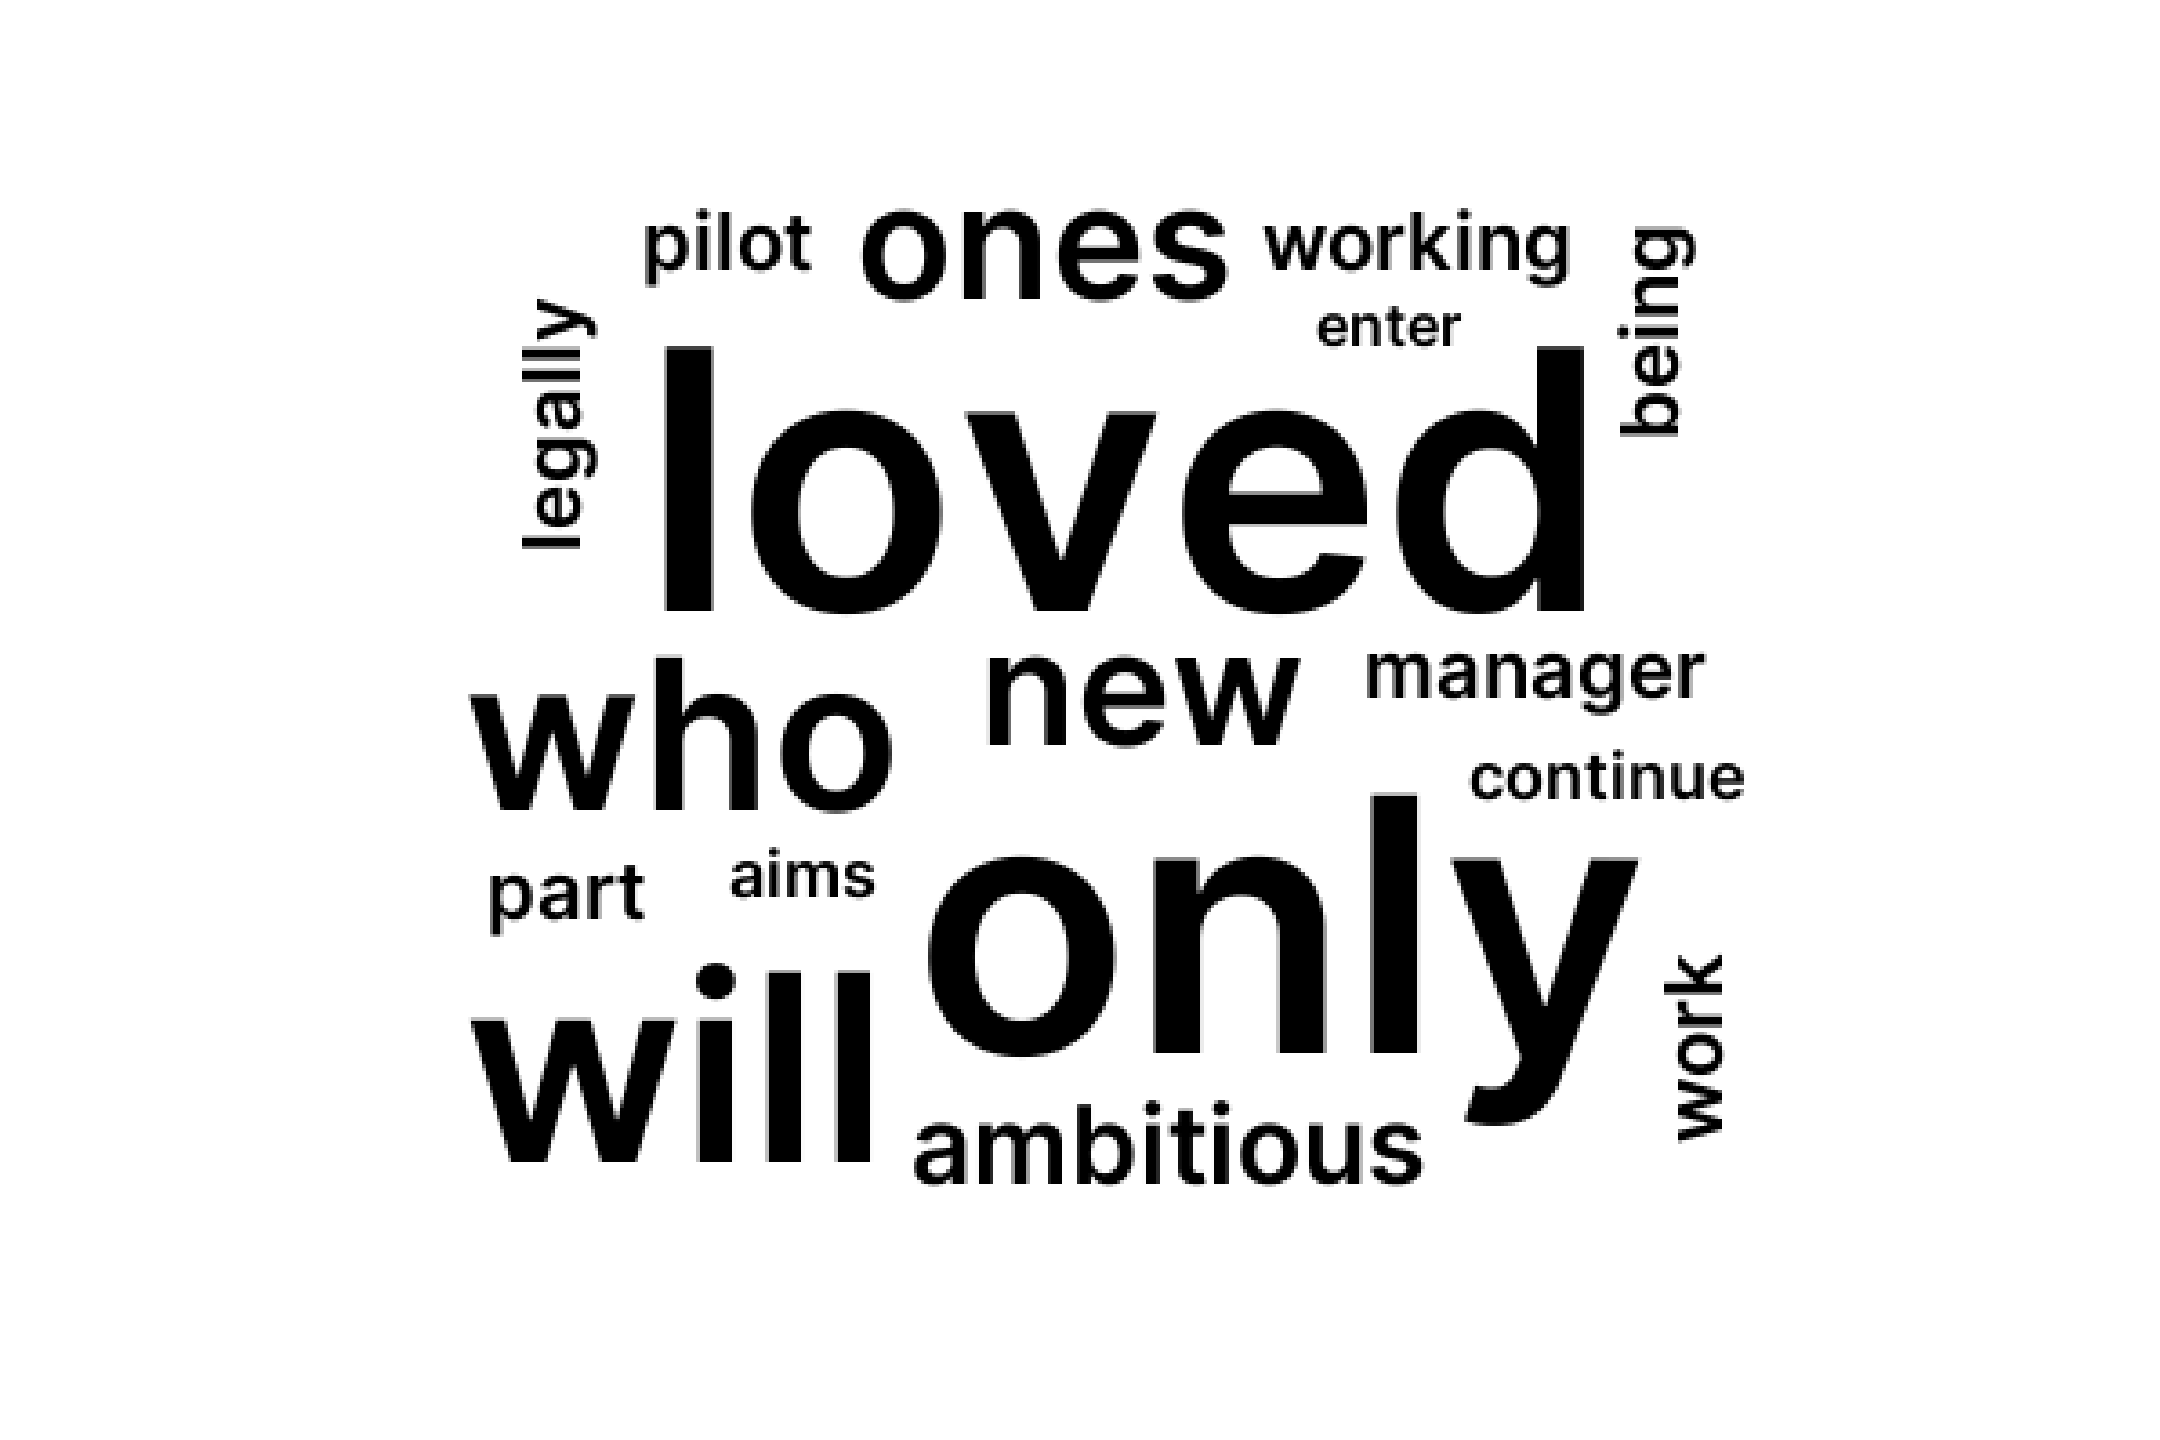 pilot ones working
being
enter
legally
loved
who new manager
continue
part aims
only
will
work
ambitious